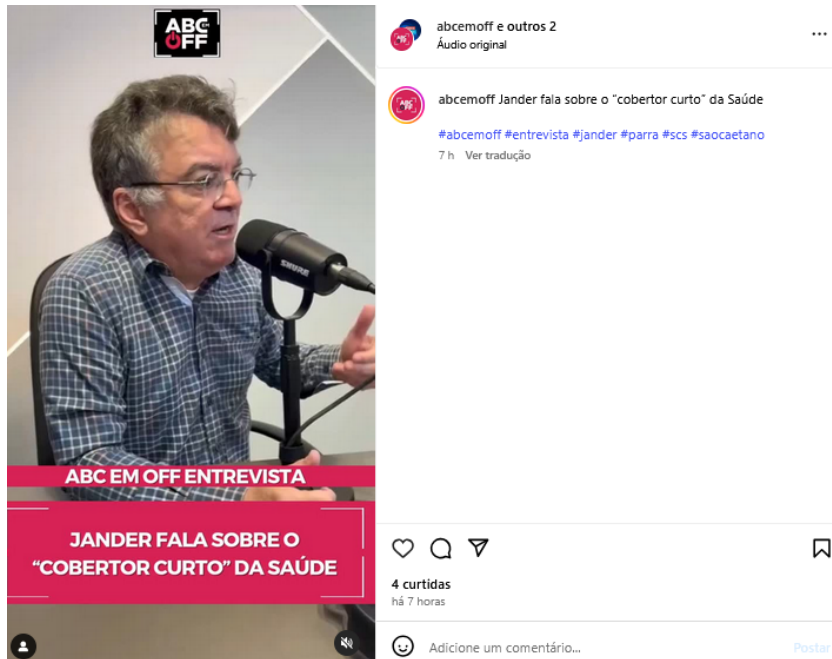 ABC EM
OFF
SHURE
ABC EM OFF ENTREVISTA
JANDER FALA SOBRE O
“COBERTOR CURTO” DA SAÚDE
abcemoff e outros 2
Áudio original
abcemoff Jander fala sobre o “cobertor curto” da Saúde
#abcemoff #entrevista #jander #parra #scs #saocaetano
7 h Ver tradução
4 curtidas
há 7 horas
Adicione um comentário...
Postar